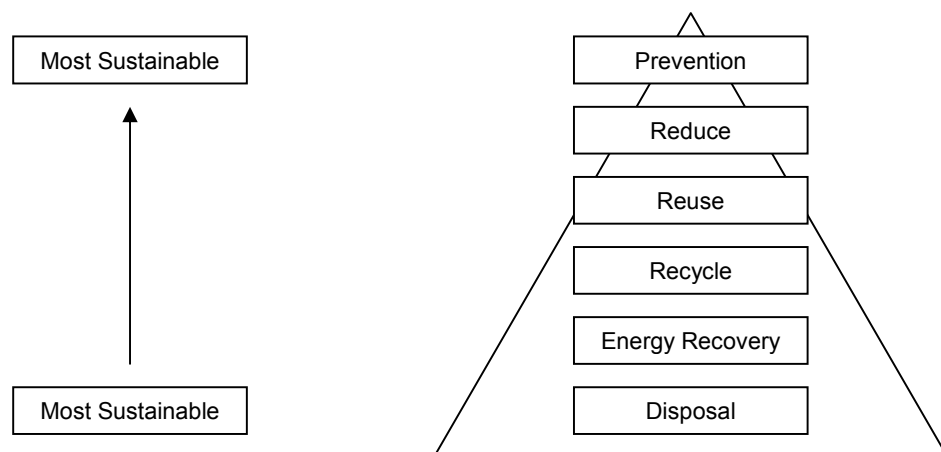 Most Sustainable
Prevention
Reduce
Reuse
Recycle
Energy Recovery
Most Sustainable
Disposal